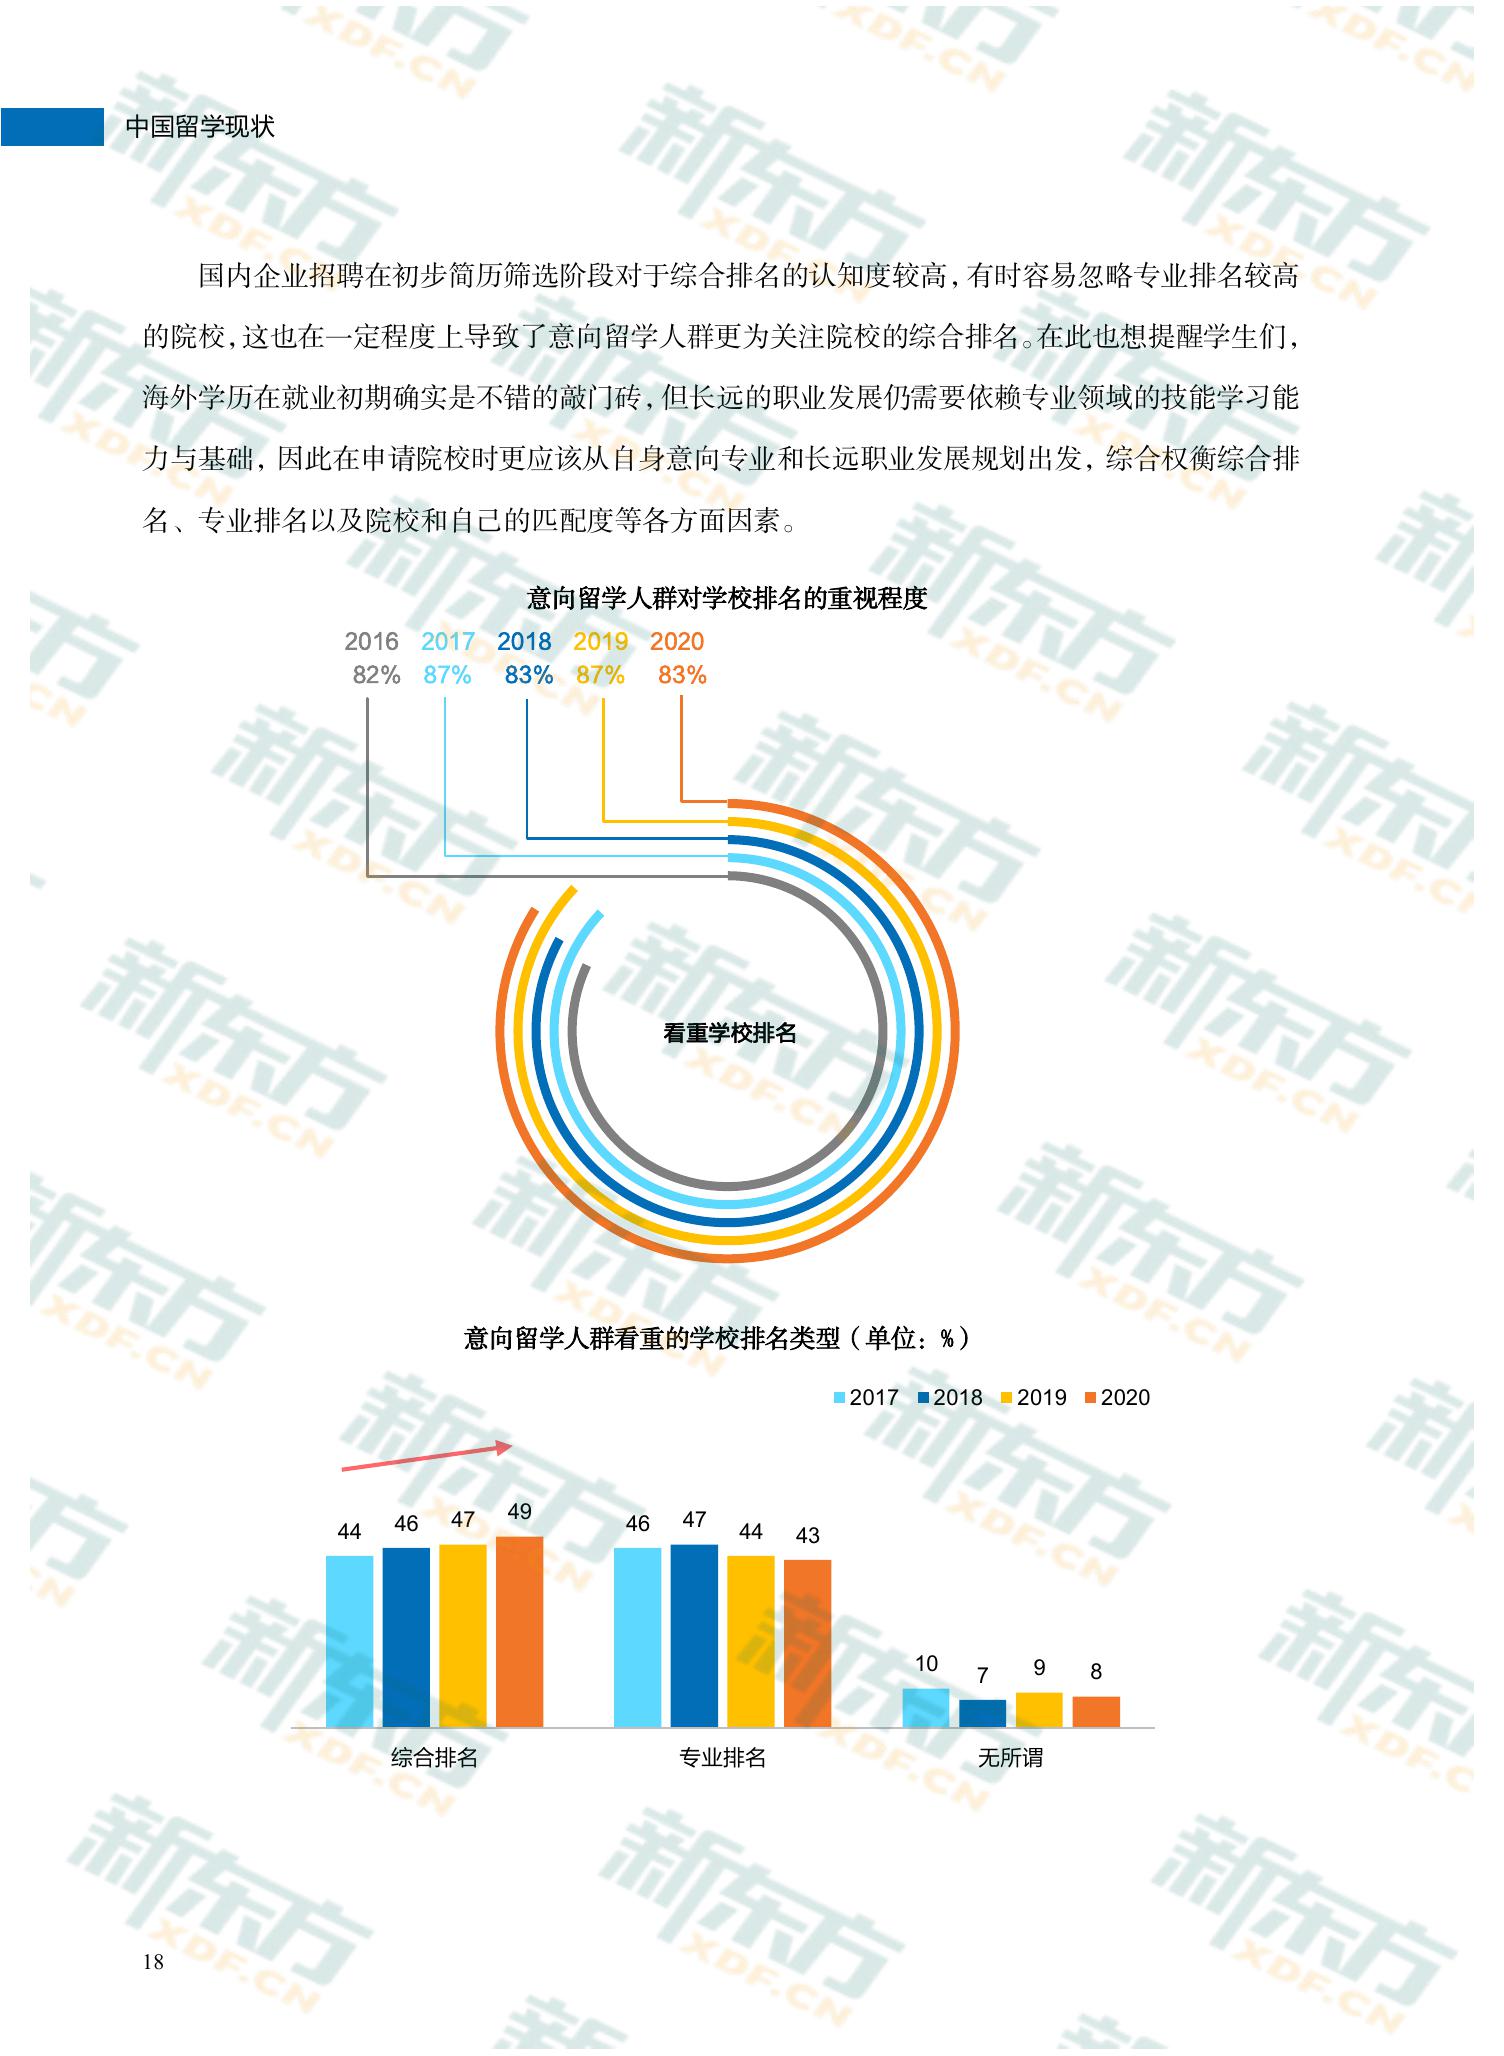 中国留学现状
国内企业招聘在初步简历筛选阶段对于综合排名的认知度较高，有时容易忽略专业排名较高
的院校，这也在一定程度上导致了意向留学人群更为关注院校的综合排名。在此也想提醒学生们，
海外学历在就业初期确实是不错的敲门砖，但长远的职业发展仍需要依赖专业领域的技能学习能
力与基础，因此在申请院校时更应该从自身意向专业和长远职业发展规划出发，综合权衡综合排
名、专业排名以及院校和自己的匹配度等各方面因素。
意向留学人群对学校排名的重视程度
2016 2017 2018 2019 2020
82% 87% 83% 87% 83%
看重学校排名
意向留学人群看重的学校排名类型（单位：%）
2017 2018 2019 2020
44 46 47 49 46 47 44 43 10 7 9 8
综合排名 专业排名 无所谓
18
新东方
XDF.CN